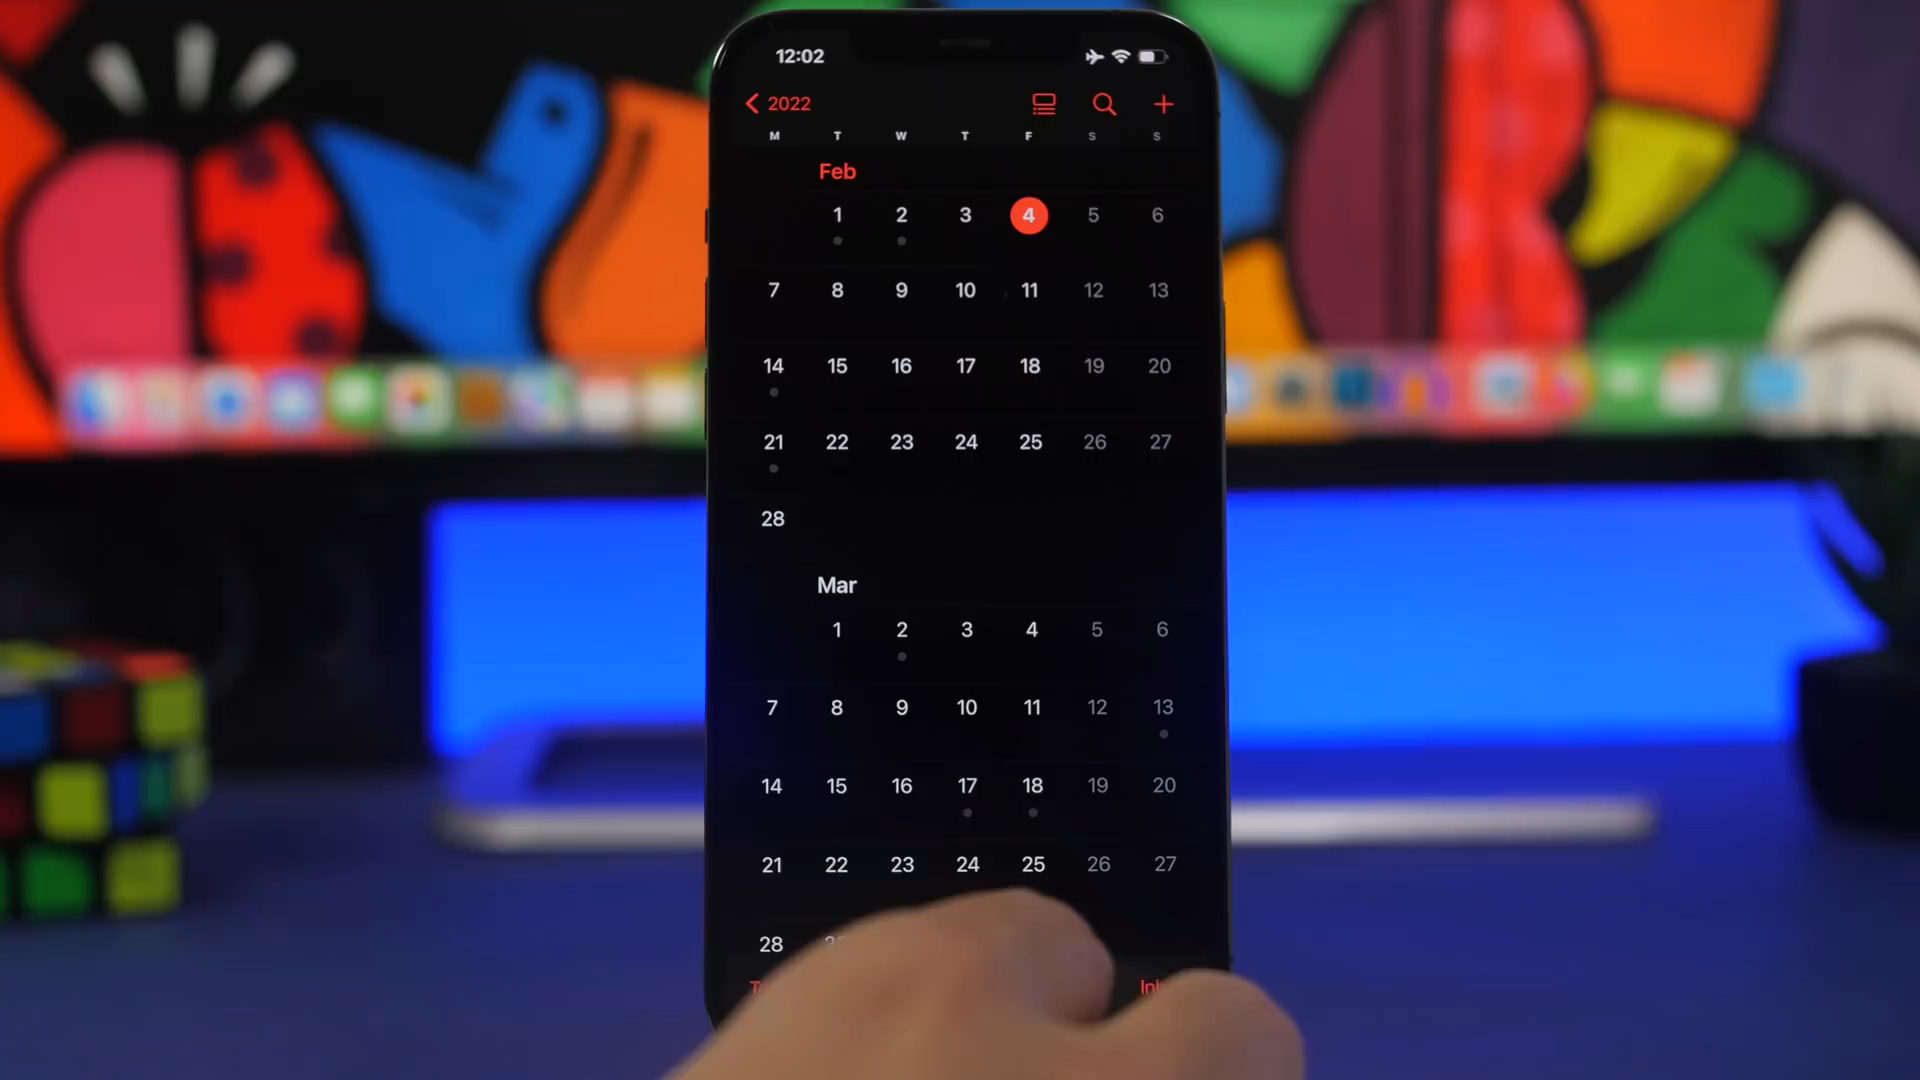 12:02
2022
M T W T F S S
Feb
1 2 3 4 5 6
7 8 9 10 11 12 13
14 15 16 17 18 19 20
21 22 23 24 25 26 27
28
Mar
1 2 3 4 5 6
7 8 9 10 11 12 13
14 15 16 17 18 19 20
21 22 23 24 25 26 27
28